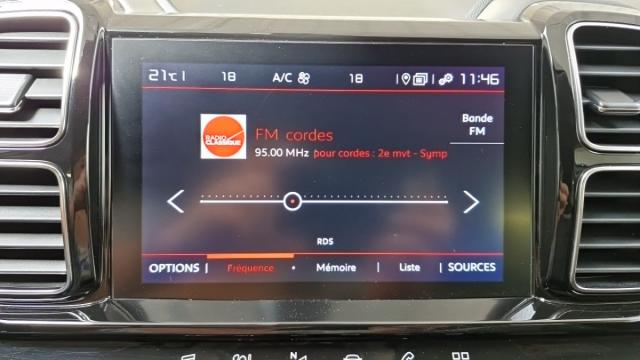 21°C 18 A/C 18 11:46
RADIO
CLASSIQUE
FM cordes
Bande
FM
95.00 MHz pour cordes : 2e mvt - Symp
RDS
OPTIONS Fréquence Mémoire Liste SOURCES
N